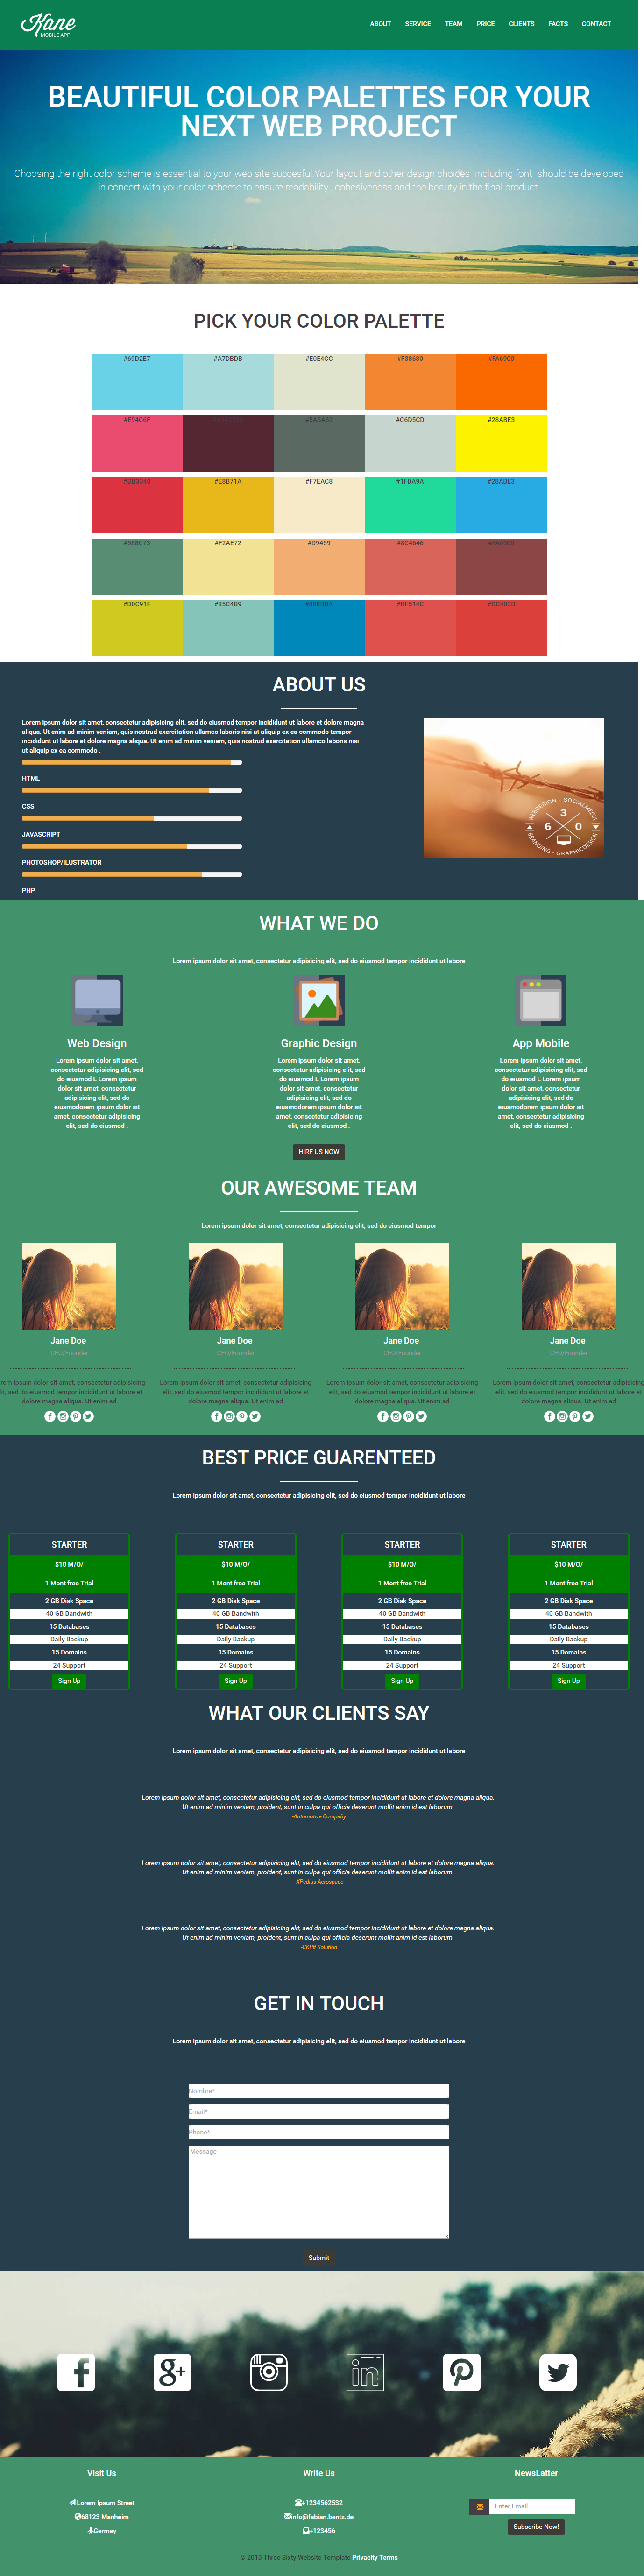 Kane
MOBILE APP
ABOUT SERVICE TEAM PRICE CLIENTS FACTS CONTACT
BEAUTIFUL COLOR PALETTES FOR YOUR
NEXT WEB PROJECT
Choosing the right color scheme is essential to your web site succesful.Your layout and other design choices -including font- should be developed
in concert with your color scheme to ensure readability , cohesiveness and the beauty in the final product.
PICK YOUR COLOR PALETTE
#69D2E7 #A7DBDB #E0E4CC #F38630 #FA6900
#E94C6F #C6D5CD #28ABE3
#DB3340 #E8B71A #F7EAC8 #1FDA9A #28ABE3
#588C73 #F2AE72 #D9459 #8C4646
#D0C91F #85C4B9 #DF514C #DC403B
ABOUT US
Lorem ipsum dolor sit amet, consectetur adipisicing elit, sed do eiusmod tempor incididunt ut labore et dolore magna
aliqua. Ut enim ad minim veniam, quis nostrud exercitation ullamco laboris nisi ut aliquip ex ea commodo tempor
incididunt ut labore et dolore magna aliqua. Ut enim ad minim veniam, quis nostrud exercitation ullamco laboris nisi
ut aliquip ex ea commodo .
HTML
CSS
JAVASCRIPT
PHOTOSHOP/ILUSTRATOR
PHP
WEBDESIGN - SOCIALMEDIA
3
6 0
BRANDING - GRAPHICDESIGN
WHAT WE DO
Lorem ipsum dolor sit amet, consectetur adipisicing elit, sed do eiusmod tempor incididunt ut labore
Web Design
Lorem ipsum dolor sit amet,
consectetur adipisicing elit, sed
do eiusmod L Lorem ipsum
dolor sit amet, consectetur
adipisicing elit, sed do
eiusmodorem ipsum dolor sit
amet, consectetur adipisicing
elit, sed do eiusmod .
Graphic Design
Lorem ipsum dolor sit amet,
consectetur adipisicing elit, sed
do eiusmod L Lorem ipsum
dolor sit amet, consectetur
adipisicing elit, sed do
eiusmodorem ipsum dolor sit
amet, consectetur adipisicing
elit, sed do eiusmod .
App Mobile
Lorem ipsum dolor sit amet,
consectetur adipisicing elit, sed
do eiusmod L Lorem ipsum
dolor sit amet, consectetur
adipisicing elit, sed do
eiusmodorem ipsum dolor sit
amet, consectetur adipisicing
elit, sed do eiusmod .
HIRE US NOW
OUR AWESOME TEAM
Lorem ipsum dolor sit amet, consectetur adipisicing elit, sed do eiusmod tempor
Jane Doe
CEO/Founder
rem ipsum dolor sit amet, consectetur adipisicing
lit, sed do eiusmod tempor incididunt ut labore et
dolore magna aliqua. Ut enim ad
Jane Doe
CEO/Founder
Lorem ipsum dolor sit amet, consectetur adipisicing
elit, sed do eiusmod tempor incididunt ut labore et
dolore magna aliqua. Ut enim ad
Jane Doe
CEO/Founder
Lorem ipsum dolor sit amet, consectetur adipisicing
elit, sed do eiusmod tempor incididunt ut labore et
dolore magna aliqua. Ut enim ad
Jane Doe
CEO/Founder
Lorem ipsum dolor sit amet, consectetur adipisicing
elit, sed do eiusmod tempor incididunt ut labore et
dolore magna aliqua. Ut enim ad
BEST PRICE GUARENTEED
Lorem ipsum dolor sit amet, consectetur adipisicing elit, sed do eiusmod tempor incididunt ut labore
STARTER STARTER STARTER STARTER
$10 M/O/ $10 M/O/ $10 M/O/ $10 M/O/
1 Mont free Trial 1 Mont free Trial 1 Mont free Trial 1 Mont free Trial
2 GB Disk Space 2 GB Disk Space 2 GB Disk Space 2 GB Disk Space
40 GB Bandwith 40 GB Bandwith 40 GB Bandwith 40 GB Bandwith
15 Databases 15 Databases 15 Databases 15 Databases
Daily Backup Daily Backup Daily Backup Daily Backup
15 Domains 15 Domains 15 Domains 15 Domains
24 Support 24 Support 24 Support 24 Support
Sign Up Sign Up Sign Up Sign Up
WHAT OUR CLIENTS SAY
Lorem ipsum dolor sit amet, consectetur adipisicing elit, sed do eiusmod tempor incididunt ut labore
Lorem ipsum dolor sit amet, consectetur adipisicing elit, sed do eiusmod tempor incididunt ut labore et dolore magna aliqua.
Ut enim ad minim veniam, proident, sunt in culpa qui officia deserunt mollit anim id est laborum.
-Automotive Compañy
Lorem ipsum dolor sit amet, consectetur adipisicing elit, sed do eiusmod tempor incididunt ut labore et dolore magna aliqua.
Ut enim ad minim veniam, proident, sunt in culpa qui officia deserunt mollit anim id est laborum.
-XPedius Aerospace
Lorem ipsum dolor sit amet, consectetur adipisicing elit, sed do eiusmod tempor incididunt ut labore et dolore magna aliqua.
Ut enim ad minim veniam, proident, sunt in culpa qui officia deserunt mollit anim id est laborum.
-CKPit Solution
GET IN TOUCH
Lorem ipsum dolor sit amet, consectetur adipisicing elit, sed do eiusmod tempor incididunt ut labore
Nombre*
Email*
Phone*
Message
Submit
Visit Us
Lorem Ipsum Street
68123 Manheim
Germay
Write Us
+1234562532
info@fabian.bentz.de
+123456
NewsLatter
Enter Email
Subscribe Now!
© 2013 Three Sixty Website Template Privacity Terms